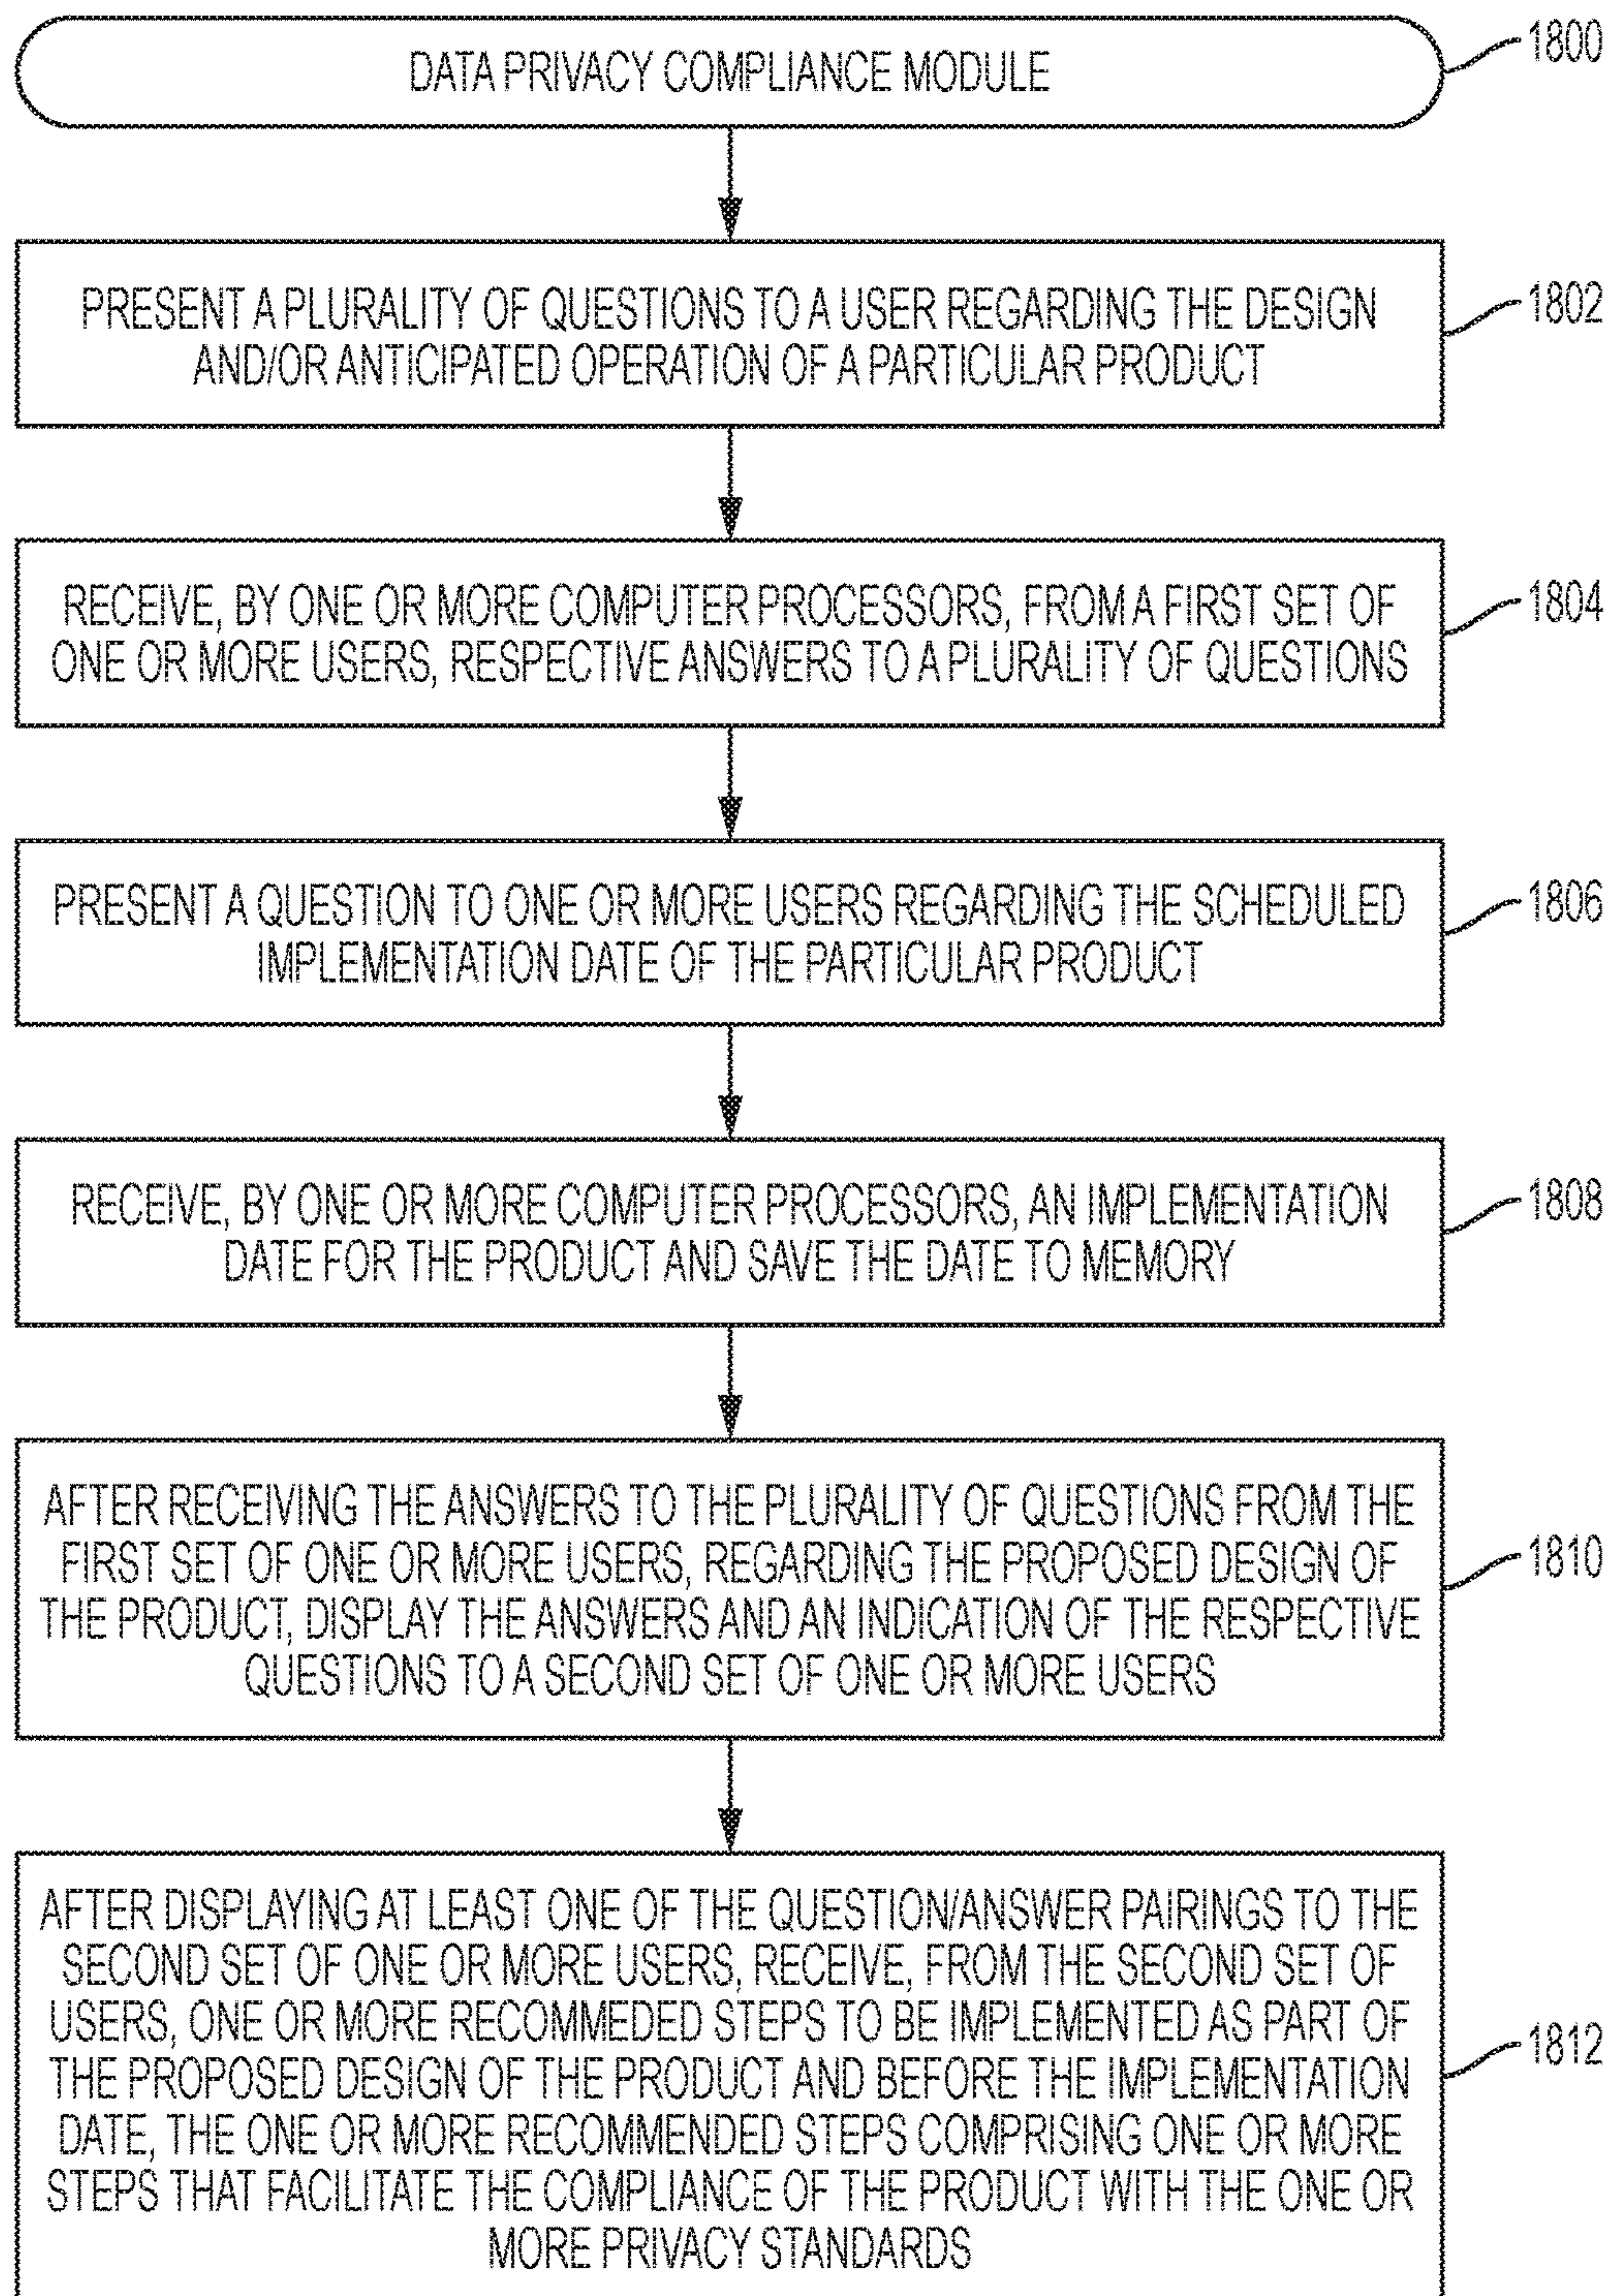 DATA PRIVACY COMPLIANCE MODULE
1800
PRESENT A PLURALITY OF QUESTIONS TO A USER REGARDING THE DESIGN
AND/OR ANTICIPATED OPERATION OF A PARTICULAR PRODUCT
1802
RECEIVE, BY ONE OR MORE COMPUTER PROCESSORS, FROM A FIRST SET OF
ONE OR MORE USERS, RESPECTIVE ANSWERS TO A PLURALITY OF QUESTIONS
1804
PRESENT A QUESTION TO ONE OR MORE USERS REGARDING THE SCHEDULED
IMPLEMENTATION DATE OF THE PARTICULAR PRODUCT
1806
RECEIVE, BY ONE OR MORE COMPUTER PROCESSORS, AN IMPLEMENTATION
DATE FOR THE PRODUCT AND SAVE THE DATE TO MEMORY
1808
AFTER RECEIVING THE ANSWERS TO THE PLURALITY OF QUESTIONS FROM THE
FIRST SET OF ONE OR MORE USERS, REGARDING THE PROPOSED DESIGN OF
THE PRODUCT, DISPLAY THE ANSWERS AND AN INDICATION OF THE RESPECTIVE
QUESTIONS TO A SECOND SET OF ONE OR MORE USERS
1810
AFTER DISPLAYING AT LEAST ONE OF THE QUESTION/ANSWER PAIRINGS TO THE
SECOND SET OF ONE OR MORE USERS, RECEIVE, FROM THE SECOND SET OF
USERS, ONE OR MORE RECOMMEDED STEPS TO BE IMPLEMENTED AS PART OF
THE PROPOSED DESIGN OF THE PRODUCT AND BEFORE THE IMPLEMENTATION
DATE, THE ONE OR MORE RECOMMENDED STEPS COMPRISING ONE OR MORE
STEPS THAT FACILITATE THE COMPLIANCE OF THE PRODUCT WITH THE ONE OR
MORE PRIVACY STANDARDS
1812